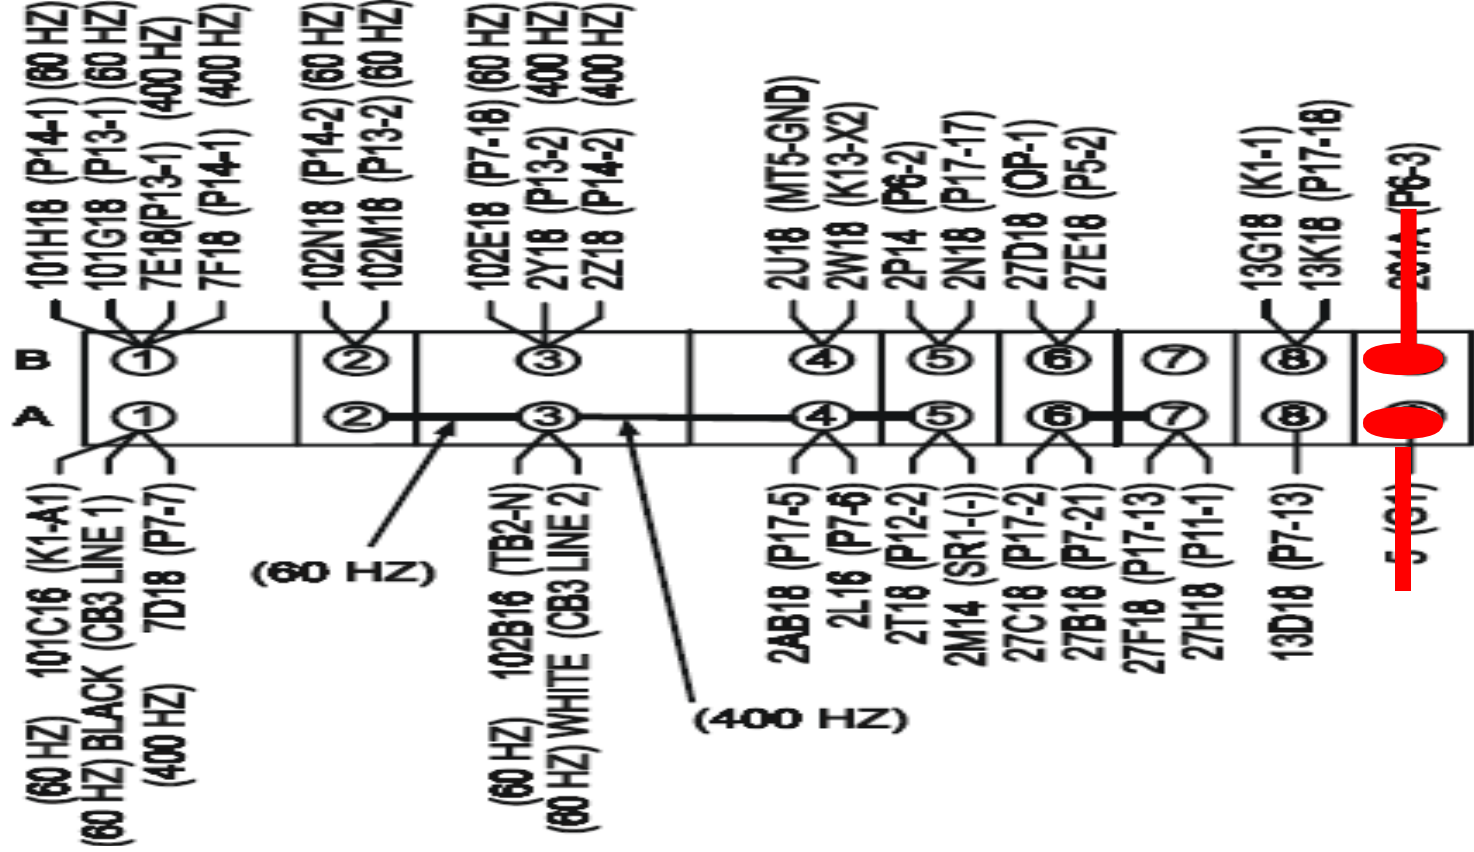 101H18 (P14-1) (60 HZ)
101G18 (P13-1) (60 HZ)
7E18(P13-1) (400 HZ)
7F18 (P14-1) (400 HZ)
102N18 (P14-2) (60 HZ)
102M18 (P13-2) (60 HZ)
102E18 (P7-18) (60 HZ)
2Y18 (P13-2) (400 HZ)
2Z18 (P14-2) (400 HZ)
2U18 (MT5-GND)
2W18 (K13-X2)
2P14 (P6-2)
2N18 (P17-17)
27D18 (OP-1)
27E18 (P5-2)
13G18 (K1-1)
13K18 (P17-18)
B 1 2 3 4 5 6 7 8
A 1 2 3 4 5 6 7 8
(60 HZ) 101C16 (K1-A1)
(60 HZ) BLACK (CB3 LINE 1)
(400 HZ) 7D18 (P7-7)
(60 HZ)
(60 HZ) 102B16 (TB2-N)
(60 HZ) WHITE (CB3 LINE 2)
(400 HZ)
2AB18 (P17-5)
2L16 (P7-6)
2T18 (P12-2)
2M14 (SR1-(-)
27C18 (P17-2)
27B18 (P7-21)
27F18 (P17-13)
27H18 (P11-1)
13D18 (P7-13)